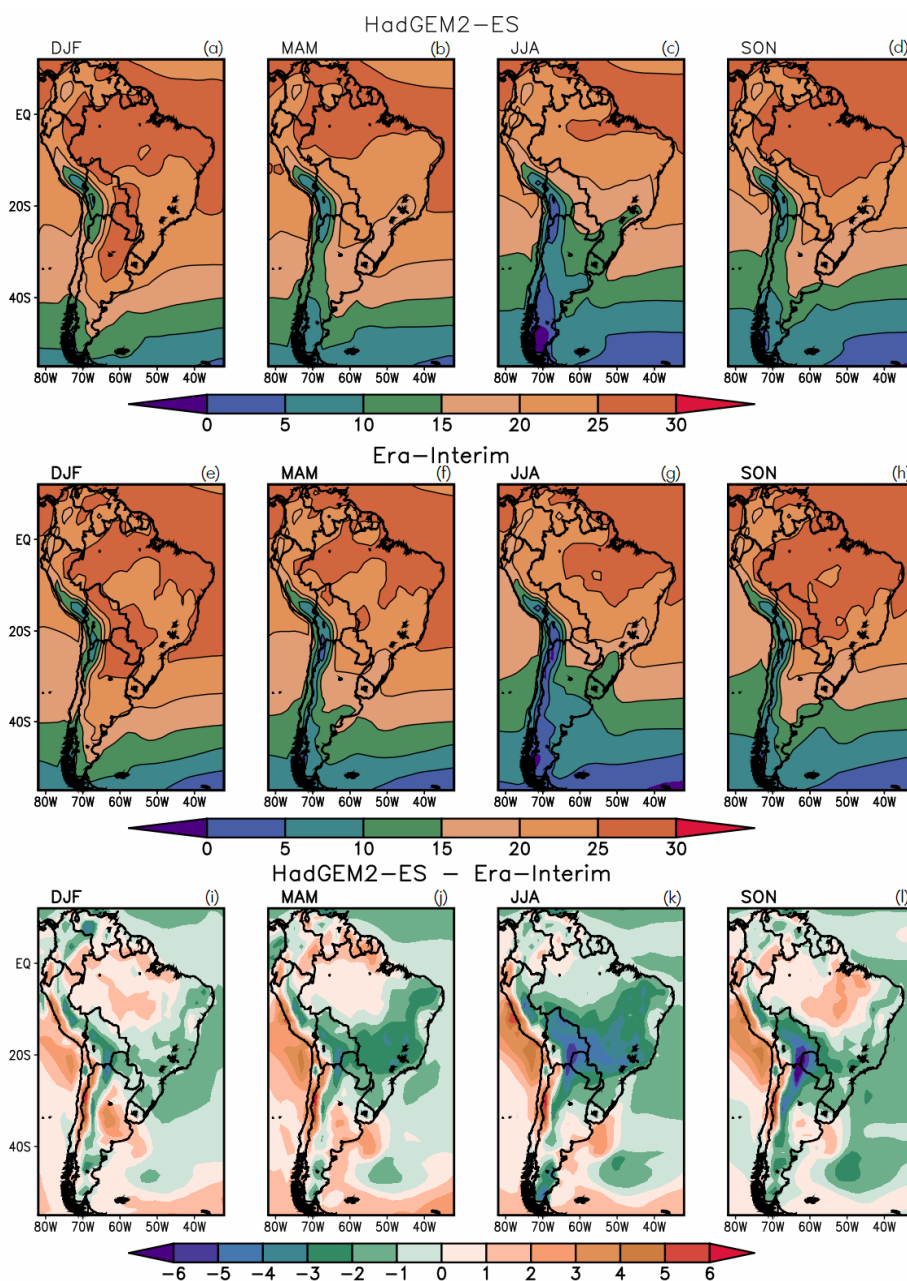 HadGEM2-ES
DJF (a) MAM (b) JJA (c) SON (d)
EQ
20S
40S
80W 70W 60W 50W 40W 80W 70W 60W 50W 40W 80W 70W 60W 50W 40W 80W 70W 60W 50W 40W
0 5 10 15 20 25 30
Era-Interim
DJF (e) MAM (f) JJA (g) SON (h)
EQ
20S
40S
80W 70W 60W 50W 40W 80W 70W 60W 50W 40W 80W 70W 60W 50W 40W 80W 70W 60W 50W 40W
0 5 10 15 20 25 30
HadGEM2-ES - Era-Interim
DJF (i) MAM (j) JJA (k) SON (l)
EQ
20S
40S
80W 70W 60W 50W 40W 80W 70W 60W 50W 40W 80W 70W 60W 50W 40W 80W 70W 60W 50W 40W
-6 -5 -4 -3 -2 -1 0 1 2 3 4 5 6